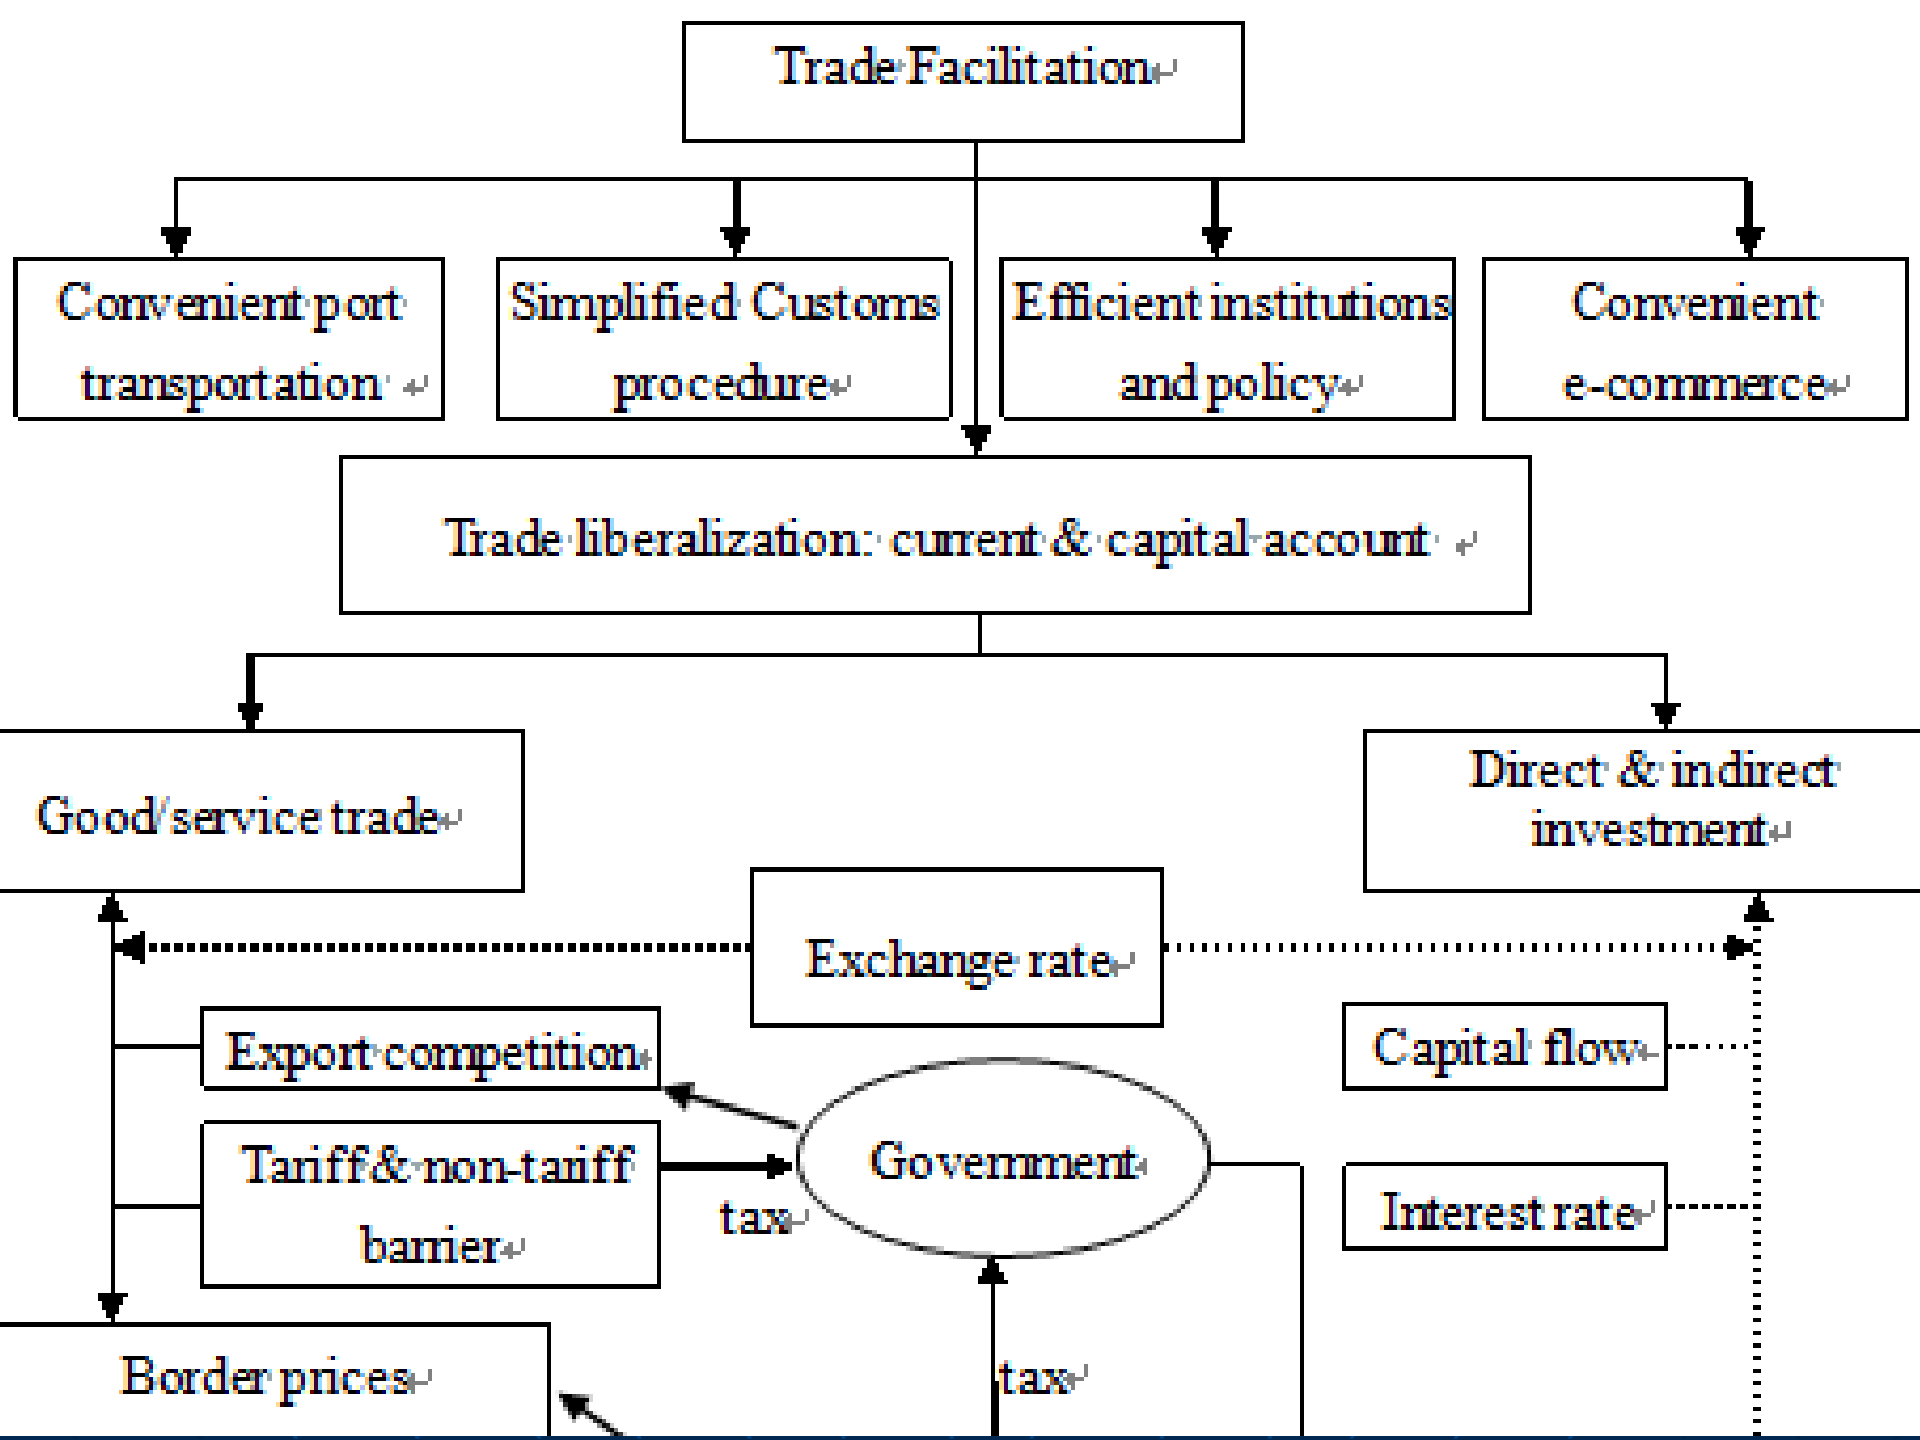 Trade Facilitation
Convenient port
transportation
Simplified Customs
procedure
Efficient institutions
and policy
Convenient
e-commerce
Trade liberalization: current & capital account
Good/service trade
Direct & indirect
investment
Exchange rate
Export competition
Capital flow
Tariff & non-tariff
barrier
tax
Government
Interest rate
Border prices
tax